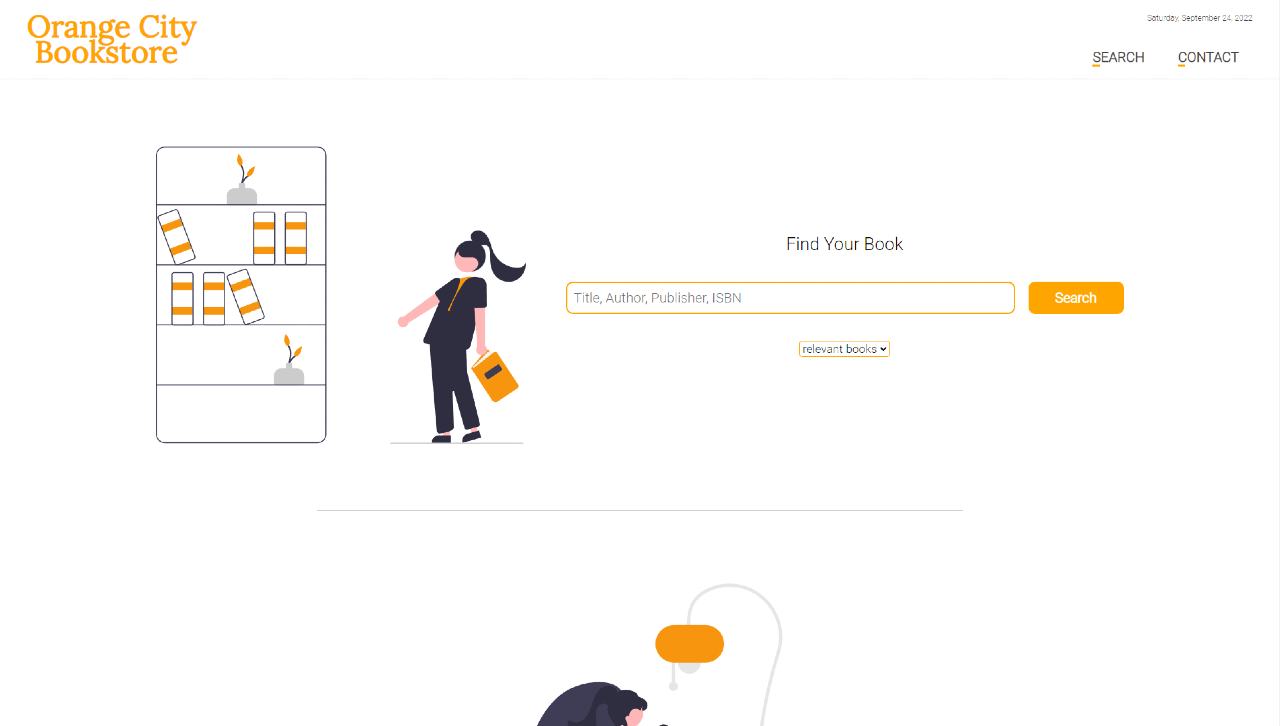 Orange City
Bookstore
Saturday, September 24, 2022
SEARCH
CONTACT
Find Your Book
Title, Author, Publisher, ISBN
Search
relevant books